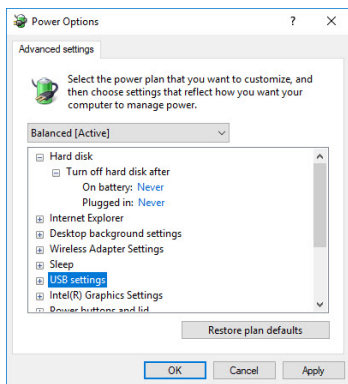 Power Options
?
Advanced settings
Select the power plan that you want to customize, and
then choose settings that reflect how you want your
computer to manage power.
Balanced [Active]
Hard disk
Turn off hard disk after
On battery: Never
Plugged in: Never
Internet Explorer
Desktop background settings
Wireless Adapter Settings
Sleep
USB settings
Intel(R) Graphics Settings
Power buttons and lid
Restore plan defaults
OK Cancel Apply